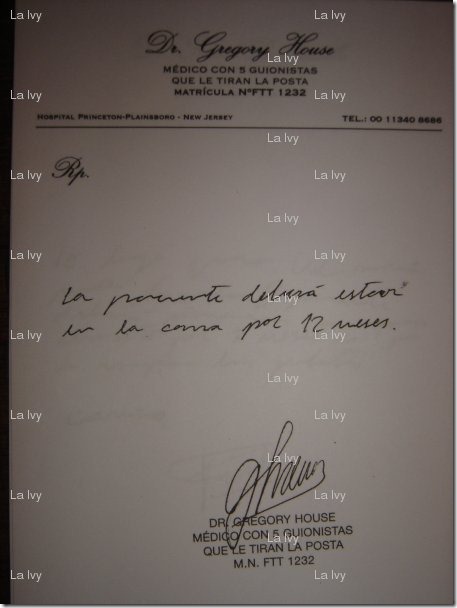 Dr. Gregory House
MÉDICO CON 5 GUIONISTAS
QUE LE TIRAN LA POSTA
MATRÍCULA NºFTT 1232
HOSPITAL PRINCETON-PLAINSBORO - NEW JERSEY TEL.: 00 11340 8686
Rp.
La paciente deberá estar
en la cama por 12 meses.
DR. GREGORY HOUSE
MÉDICO CON 5 GUIONISTAS
QUE LE TIRAN LA POSTA
M.N. FTT 1232
La Ivy